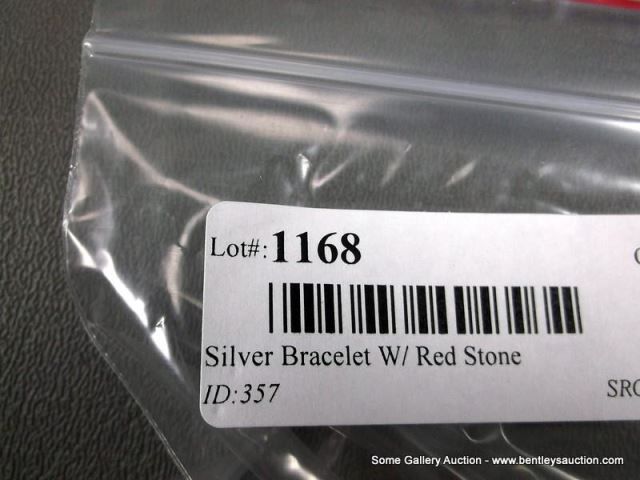 Lot#:1168
Silver Bracelet W/ Red Stone
ID:357
Some Gallery Auction - www.bentleysauction.com